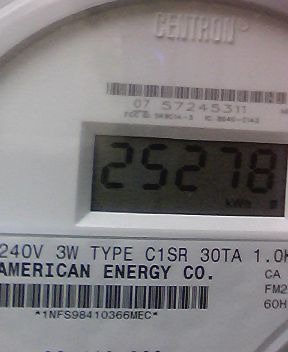 CENTRON®
07 57245311
25278
kWh
240V 3W TYPE C1SR 30TA 1.0K
AMERICAN ENERGY CO.
CA
FM2
60H
*1NFS98410366MEC*